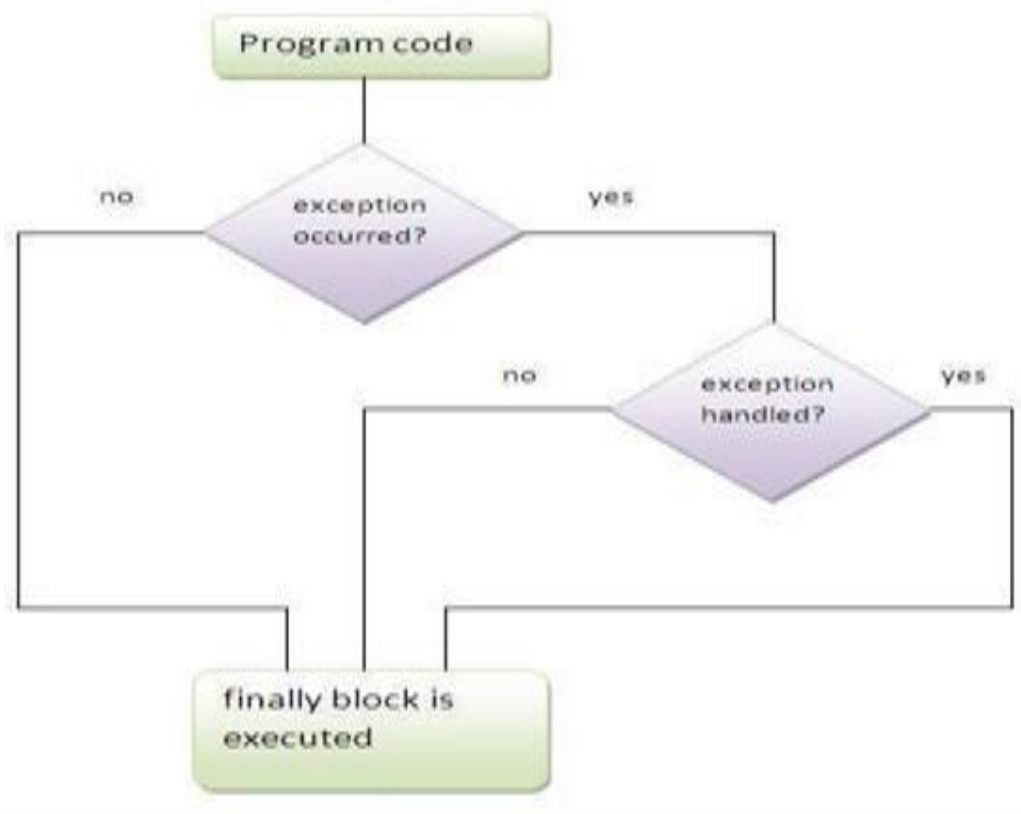 Program code
no
yes
exception
occurred?
no
yes
exception
handled?
finally block is
executed